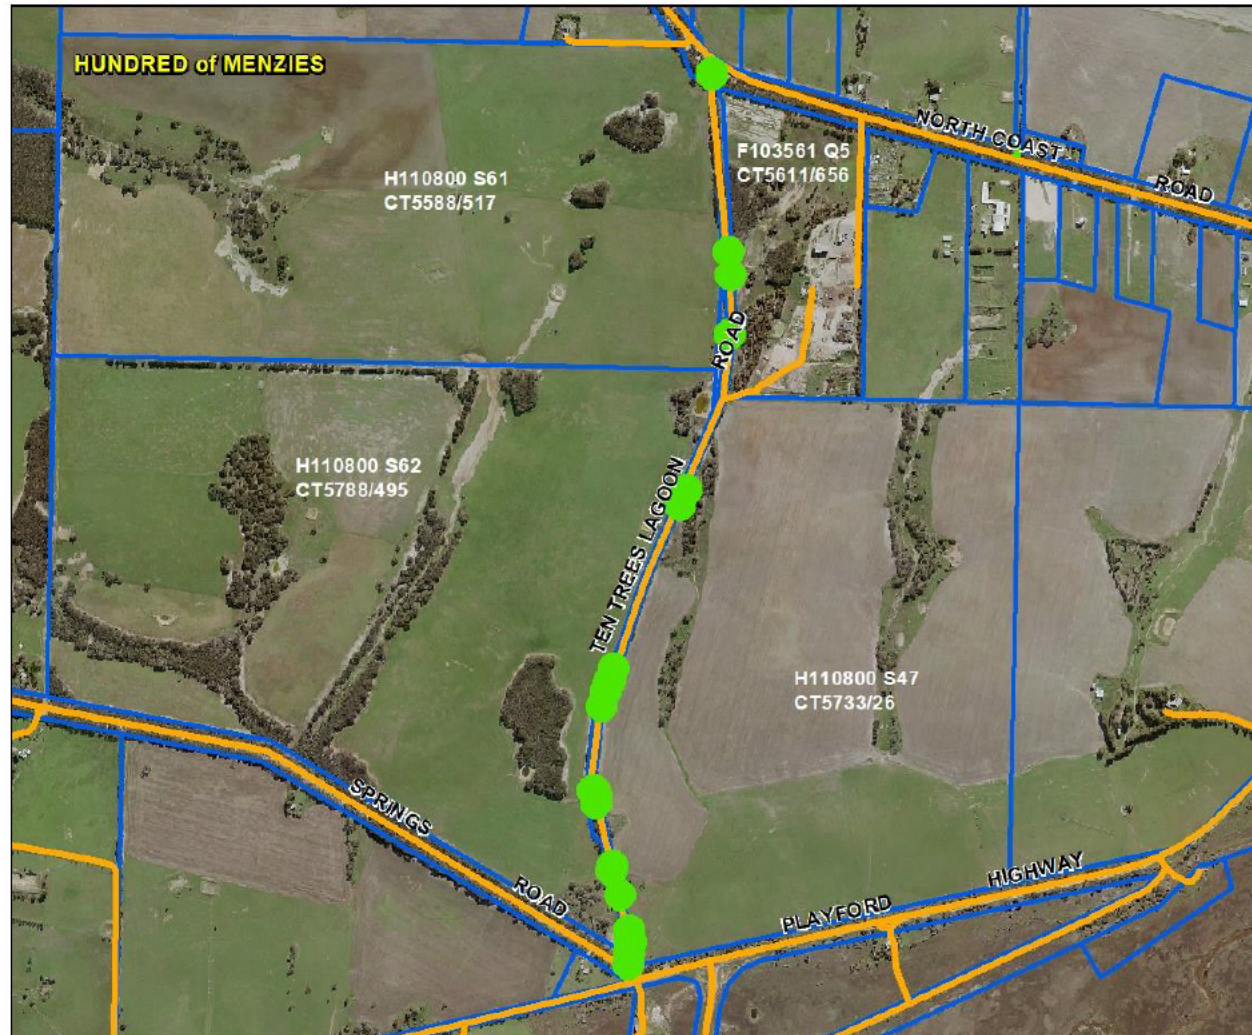 HUNDRED of MENZIES
NORTH COAST
ROAD
F103561 Q5
CT5611/656
H110800 S61
CT5588/517
ROAD
H110800 S62
CT5788/495
TEN TREES LAGOON
H110800 S47
CT5733/26
SPRINGS
ROAD
HIGHWAY
PLAYFORD